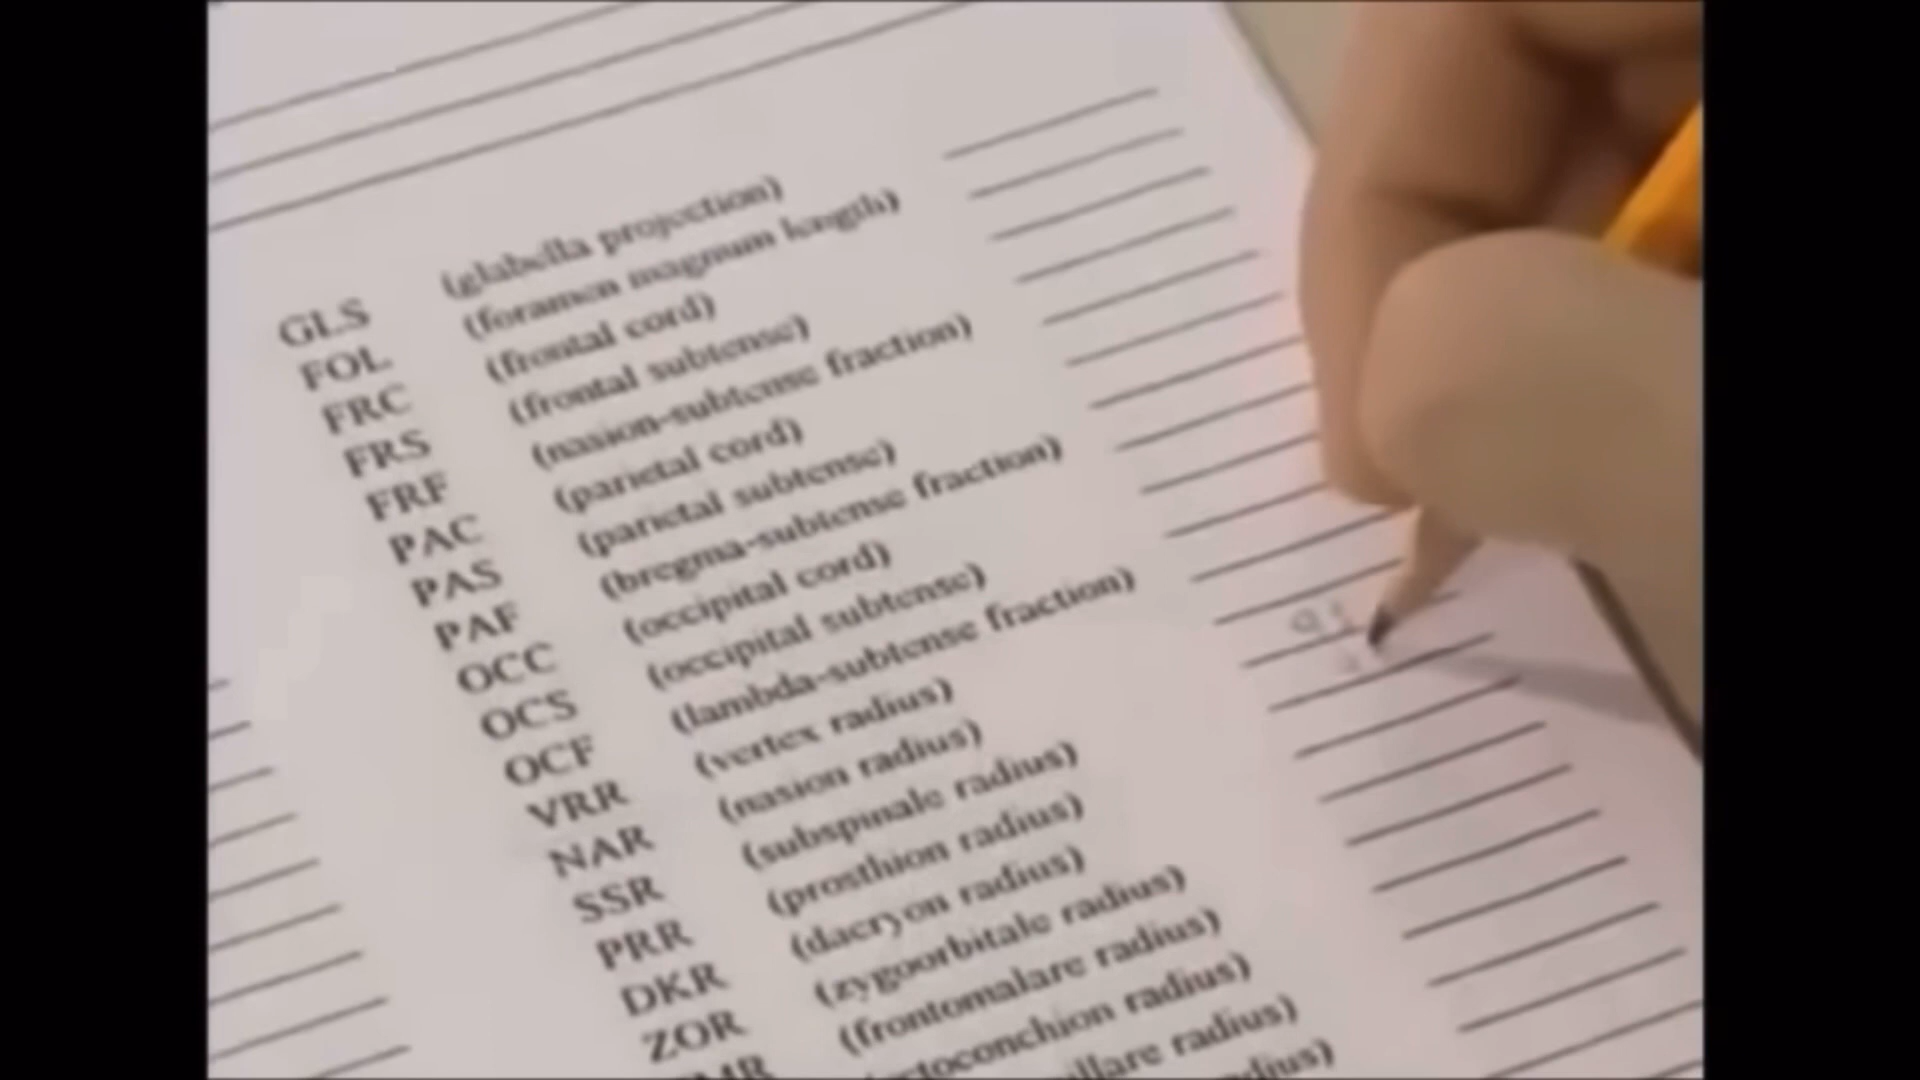 GLS (glabella projection)
FOL (foramen magnum length)
FRC (frontal cord)
FRS (frontal subtense)
FRF (nasion-subtense fraction)
PAC (parietal cord)
PAS (parietal subtense)
PAF (bregma-subtense fraction)
OCC (occipital cord)
OCS (occipital subtense)
OCF (lambda-subtense fraction)
VRR (vertex radius)
NAR (nasion radius)
SSR (subspinale radius)
PRR (prosthion radius)
DKR (dacryon radius)
ZOR (zygoorbitale radius)
(frontomalare radius)
radius)
radius)
radius)